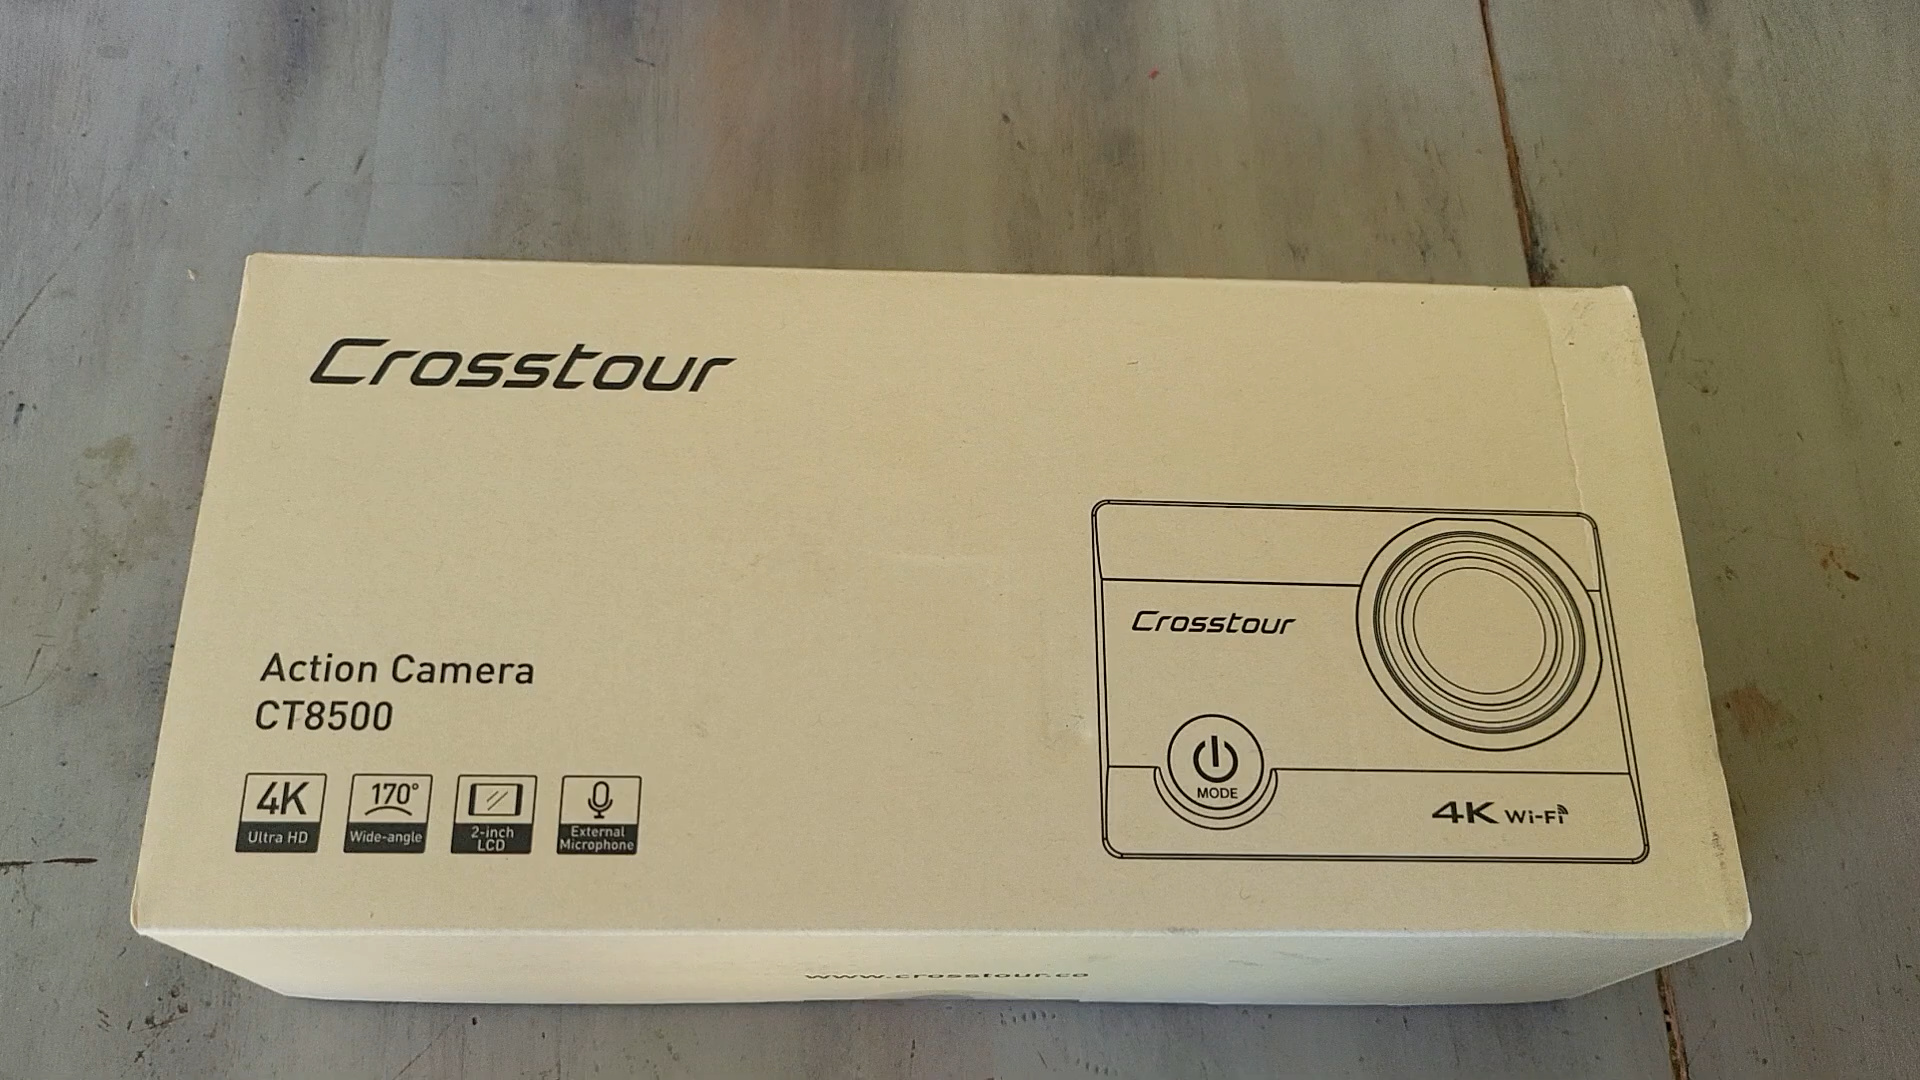 Crosstour
Action Camera
CT8500
4K
Ultra HD
170°
Wide-angle
2-inch
LCD
External
Microphone
Crosstour
MODE
4K Wi-Fi
www.crosstour.co